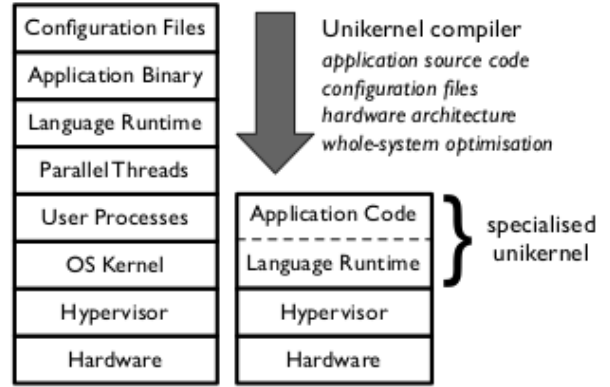 Configuration Files
Application Binary
Language Runtime
Parallel Threads
User Processes
OS Kernel
Hypervisor
Hardware
Unikernel compiler
application source code
configuration files
hardware architecture
whole-system optimisation
Application Code
Language Runtime
Hypervisor
Hardware
specialised
unikernel